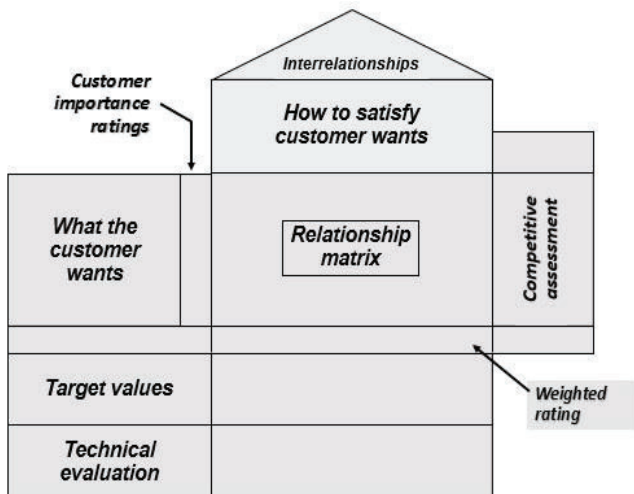 Interrelationships
Customer
importance
ratings
How to satisfy
customer wants
What the
customer
wants
Relationship
matrix
Competitive
assessment
Target values
Weighted
rating
Technical
evaluation